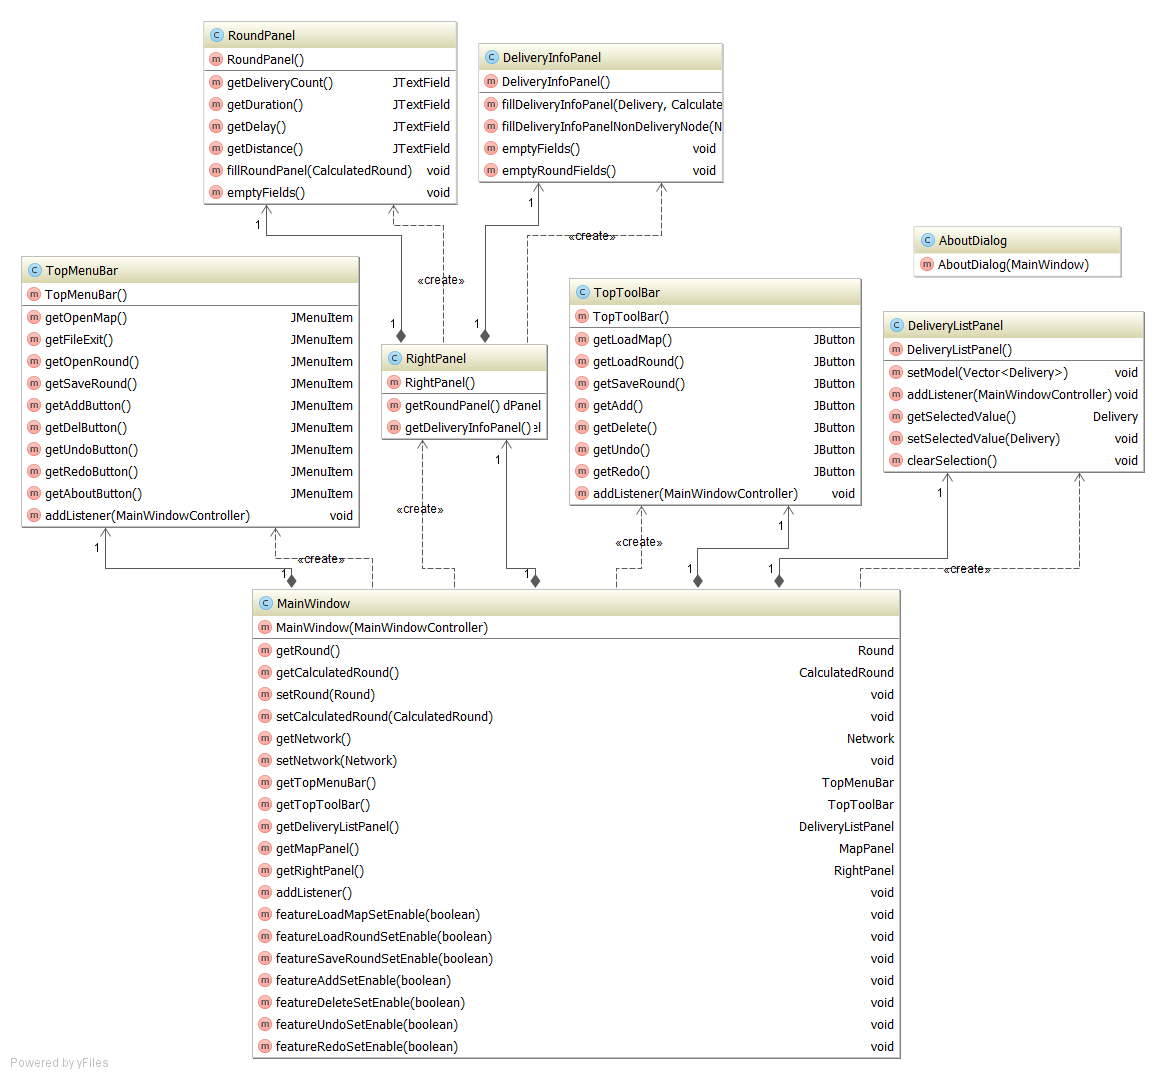 C RoundPanel
m RoundPanel()
m getDeliveryCount() JTextField
m getDuration() JTextField
m getDelay() JTextField
m getDistance() JTextField
m fillRoundPanel(CalculatedRound) void
m emptyFields() void
C DeliveryInfoPanel
m DeliveryInfoPanel()
m fillDeliveryInfoPanel(Delivery, Calculate
m fillDeliveryInfoPanelNonDeliveryNode(N
m emptyFields() void
m emptyRoundFields() void
1
1
«create»
«create»
1
1
C AboutDialog
m AboutDialog(MainWindow)
C TopMenuBar
m TopMenuBar()
m getOpenMap() JMenuItem
m getFileExit() JMenuItem
m getOpenRound() JMenuItem
m getSaveRound() JMenuItem
m getAddButton() JMenuItem
m getDelButton() JMenuItem
m getUndoButton() JMenuItem
m getRedoButton() JMenuItem
m getAboutButton() JMenuItem
m addListener(MainWindowController) void
C RightPanel
m RightPanel()
m getRoundPanel() dPanel
m getDeliveryInfoPanel() el
C TopToolBar
m TopToolBar()
m getLoadMap() JButton
m getLoadRound() JButton
m getSaveRound() JButton
m getAdd() JButton
m getDelete() JButton
m getUndo() JButton
m getRedo() JButton
m addListener(MainWindowController) void
C DeliveryListPanel
m DeliveryListPanel()
m setModel(Vector<Delivery>) void
m addListener(MainWindowController) void
m getSelectedValue() Delivery
m setSelectedValue(Delivery) void
m clearSelection() void
1
1
1
1
«create»
«create»
«create»
«create»
1
1
1
1
C MainWindow
m MainWindow(MainWindowController)
m getRound() Round
m getCalculatedRound() CalculatedRound
m setRound(Round) void
m setCalculatedRound(CalculatedRound) void
m getNetwork() Network
m setNetwork(Network) void
m getTopMenuBar() TopMenuBar
m getTopToolBar() TopToolBar
m getDeliveryListPanel() DeliveryListPanel
m getMapPanel() MapPanel
m getRightPanel() RightPanel
m addListener() void
m featureLoadMapSetEnable(boolean) void
m featureLoadRoundSetEnable(boolean) void
m featureSaveRoundSetEnable(boolean) void
m featureAddSetEnable(boolean) void
m featureDeleteSetEnable(boolean) void
m featureUndoSetEnable(boolean) void
m featureRedoSetEnable(boolean) void
Powered by yFiles